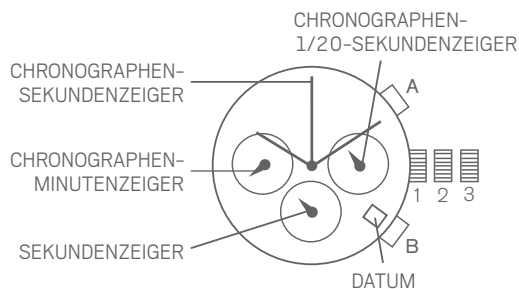 CHRONOGRAPHEN-
1/20-SEKUNDENZEIGER
CHRONOGRAPHEN-
SEKUNDENZEIGER
A
CHRONOGRAPHEN-
MINUTENZEIGER
1 2 3
SEKUNDENZEIGER
B
DATUM